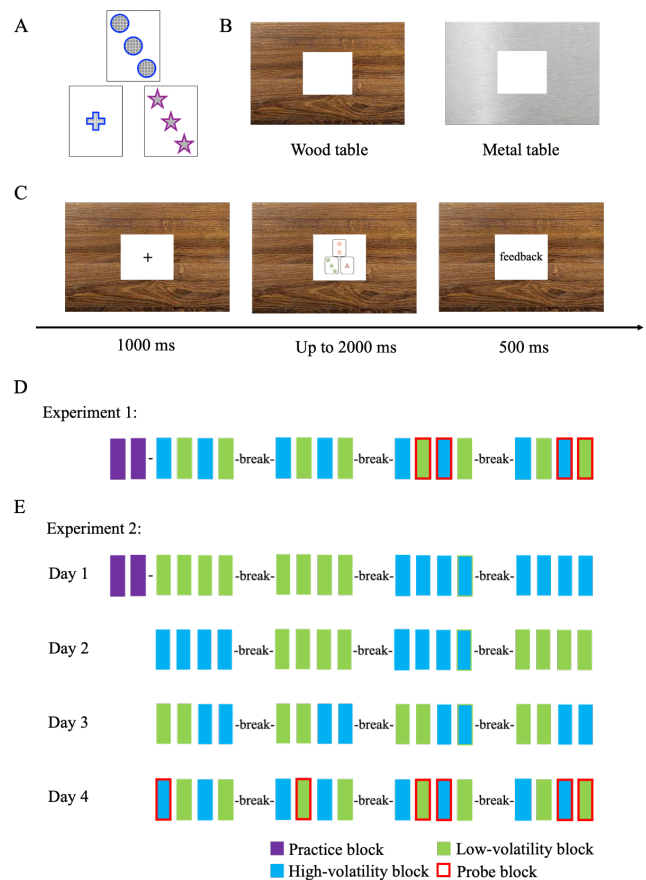 A
B
Wood table
Metal table
C
+
feedback
1000 ms
Up to 2000 ms
500 ms
D
Experiment 1:
- -break- -break- -break-
E
Experiment 2:
Day 1 - -break- -break- -break-
Day 2 -break- -break- -break-
Day 3 -break- -break- -break-
Day 4 -break- -break- -break-
Practice block
Low-volatility block
High-volatility block
Probe block